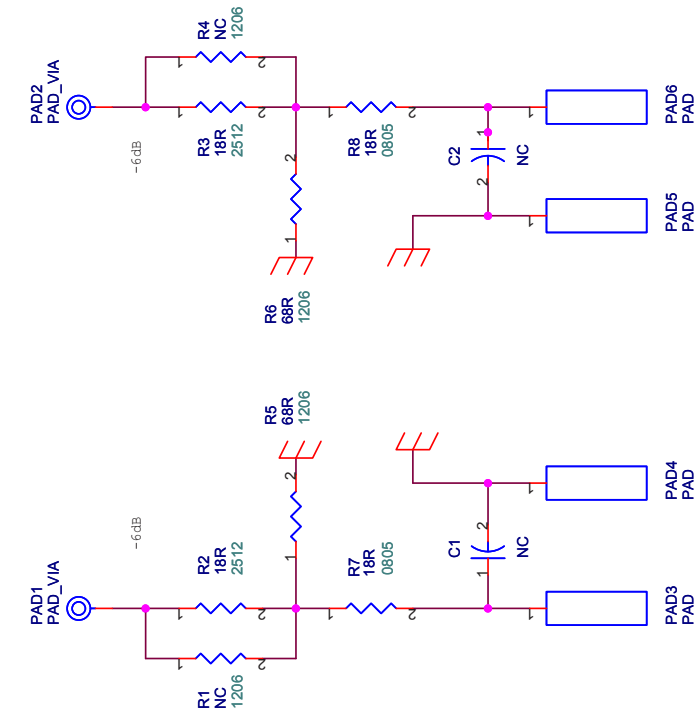 R4
NC
1206
PAD2
PAD_VIA
1
2
1
2
R3
18R
2512
-6dB
1
2
R8
18R
0805
1
PAD6
PAD
1
C2
NC
2
2
1
R6
68R
1206
1
PAD5
PAD
R5
68R
1206
2
1
1
PAD4
PAD
-6dB
2
C1
NC
1
PAD1
PAD_VIA
R2
18R
2512
1
2
R7
18R
0805
1
2
1
PAD3
PAD
1
2
R1
NC
1206